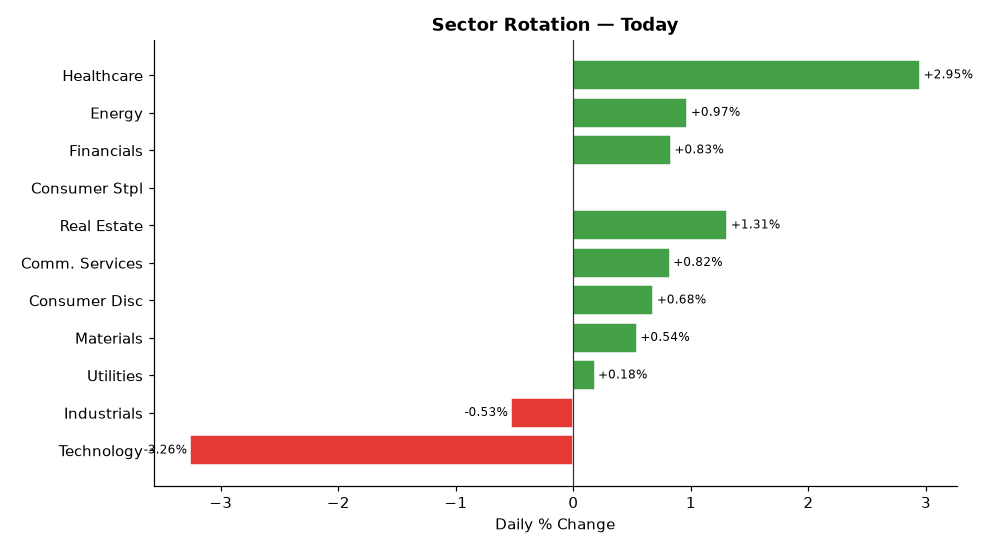 Sector Rotation — Today
Healthcare +2.95%
Energy +0.97%
Financials +0.83%
Consumer Stpl
Real Estate +1.31%
Comm. Services +0.82%
Consumer Disc +0.68%
Materials +0.54%
Utilities +0.18%
Industrials -0.53%
Technology -3.26%
−3 −2 −1 0 1 2 3
Daily % Change